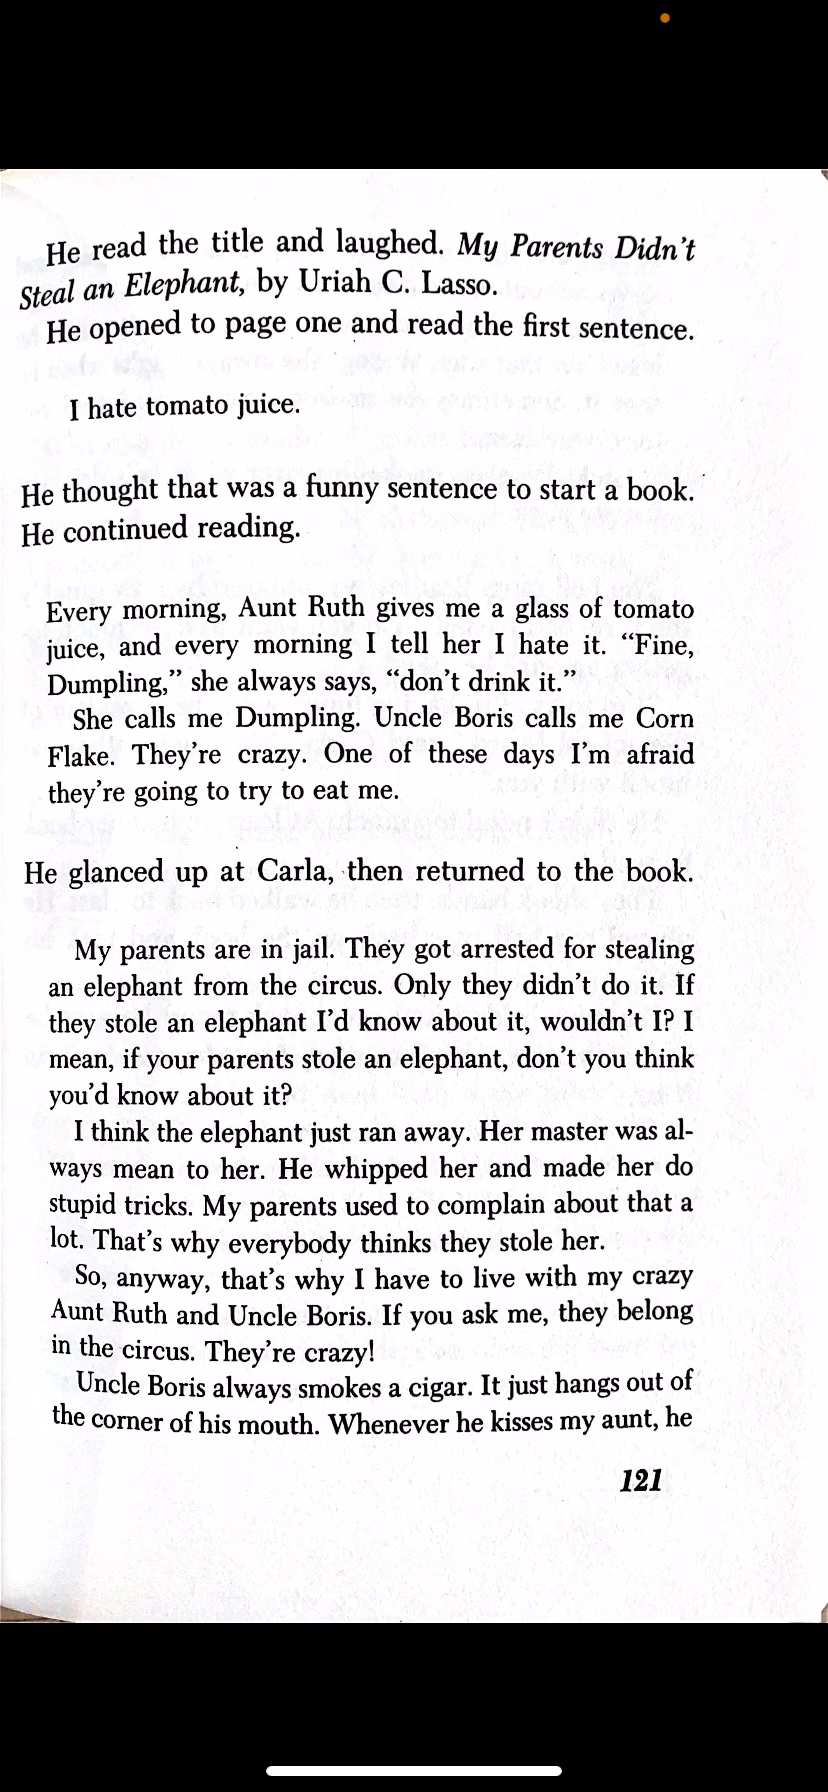 He read the title and laughed. My Parents Didn't
Steal an Elephant, by Uriah C. Lasso.
He opened to page one and read the first sentence.
I hate tomato juice.
He thought that was a funny sentence to start a book.
He continued reading.
Every morning, Aunt Ruth gives me a glass of tomato
juice, and every morning I tell her I hate it. “Fine,
Dumpling,” she always says, “don't drink it.”
She calls me Dumpling. Uncle Boris calls me Corn
Flake. They're crazy. One of these days I'm afraid
they're going to try to eat me.
He glanced up at Carla, then returned to the book.
My parents are in jail. They got arrested for stealing
an elephant from the circus. Only they didn't do it. If
they stole an elephant I'd know about it, wouldn't I? I
mean, if your parents stole an elephant, don't you think
you'd know about it?
I think the elephant just ran away. Her master was al-
ways mean to her. He whipped her and made her do
stupid tricks. My parents used to complain about that a
lot. That's why everybody thinks they stole her.
So, anyway, that's why I have to live with my crazy
Aunt Ruth and Uncle Boris. If you ask me, they belong
in the circus. They're crazy!
Uncle Boris always smokes a cigar. It just hangs out of
the corner of his mouth. Whenever he kisses my aunt, he
121